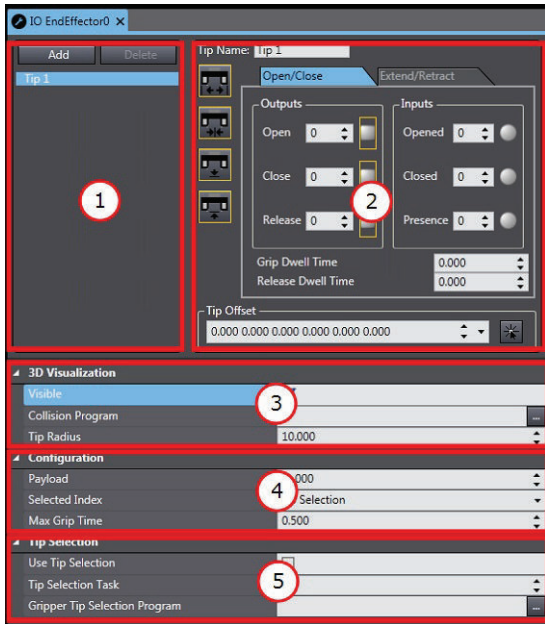 IO EndEffector0 ×
Add Delete
Tip 1
1
Tip Name: Tip 1
Open/Close Extend/Retract
Outputs Inputs
Open 0 Opened 0
Close 0 Closed 0
2
Release 0 Presence 0
Grip Dwell Time 0.000
Release Dwell Time 0.000
Tip Offset
0.000 0.000 0.000 0.000 0.000 0.000
3D Visualization
Visible
3
Collision Program ...
Tip Radius 10.000
Configuration
Payload
4
Selected Index Selection
Max Grip Time 0.500
Tip Selection
Use Tip Selection
5
Tip Selection Task
Gripper Tip Selection Program ...